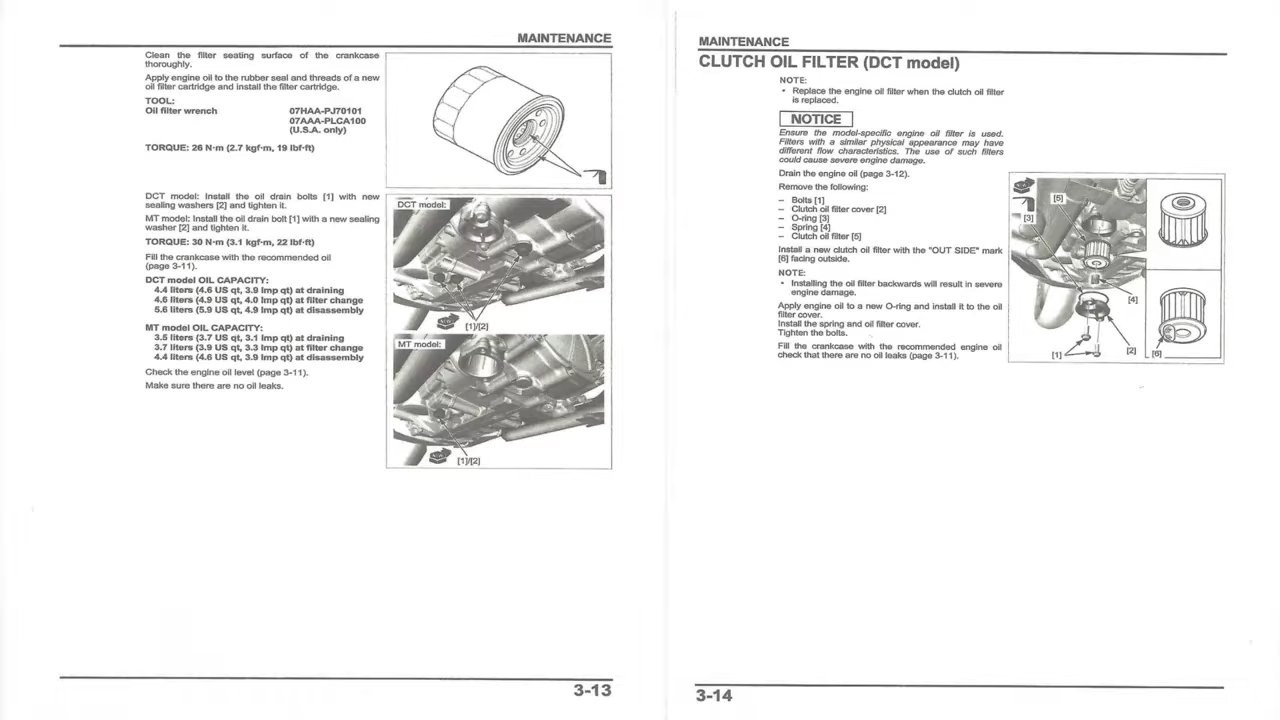 MAINTENANCE
Clean the filter seating surface of the crankcase
thoroughly.
Apply engine oil to the rubber seal and threads of a new
oil filter cartridge and install the filter cartridge.
TOOL:
Oil filter wrench 07HAA-PJ70101
07AAA-PLCA100
(U.S.A. only)
TORQUE: 26 N·m (2.7 kgf·m, 19 lbf·ft)
DCT model: Install the oil drain bolts [1] with new
sealing washers [2] and tighten it.
MT model: Install the oil drain bolt [1] with a new sealing
washer [2] and tighten it.
TORQUE: 30 N·m (3.1 kgf·m, 22 lbf·ft)
Fill the crankcase with the recommended oil
(page 3-11).
DCT model OIL CAPACITY:
4.4 liters (4.6 US qt, 3.9 Imp qt) at draining
4.6 liters (4.9 US qt, 4.0 Imp qt) at filter change
5.6 liters (5.9 US qt, 4.9 Imp qt) at disassembly
MT model OIL CAPACITY:
3.5 liters (3.7 US qt, 3.1 Imp qt) at draining
3.7 liters (3.9 US qt, 3.3 Imp qt) at filter change
4.4 liters (4.6 US qt, 3.9 Imp qt) at disassembly
Check the engine oil level (page 3-11).
Make sure there are no oil leaks.
DCT model:
[1]/[2]
MT model:
[1]/[2]
3-13
MAINTENANCE
CLUTCH OIL FILTER (DCT model)
NOTE:
• Replace the engine oil filter when the clutch oil filter
is replaced.
NOTICE
Ensure the model-specific engine oil filter is used.
Filters with a similar physical appearance may have
different flow characteristics. The use of such filters
could cause severe engine damage.
Drain the engine oil (page 3-12).
Remove the following:
– Bolts [1]
– Clutch oil filter cover [2]
– O-ring [3]
– Spring [4]
– Clutch oil filter [5]
Install a new clutch oil filter with the "OUT SIDE" mark
[6] facing outside.
NOTE:
• Installing the oil filter backwards will result in severe
engine damage.
Apply engine oil to a new O-ring and install it to the oil
filter cover.
Install the spring and oil filter cover.
Tighten the bolts.
Fill the crankcase with the recommended engine oil
check that there are no oil leaks (page 3-11).
[5]
[3]
[4]
[1]
[2]
[6]
3-14